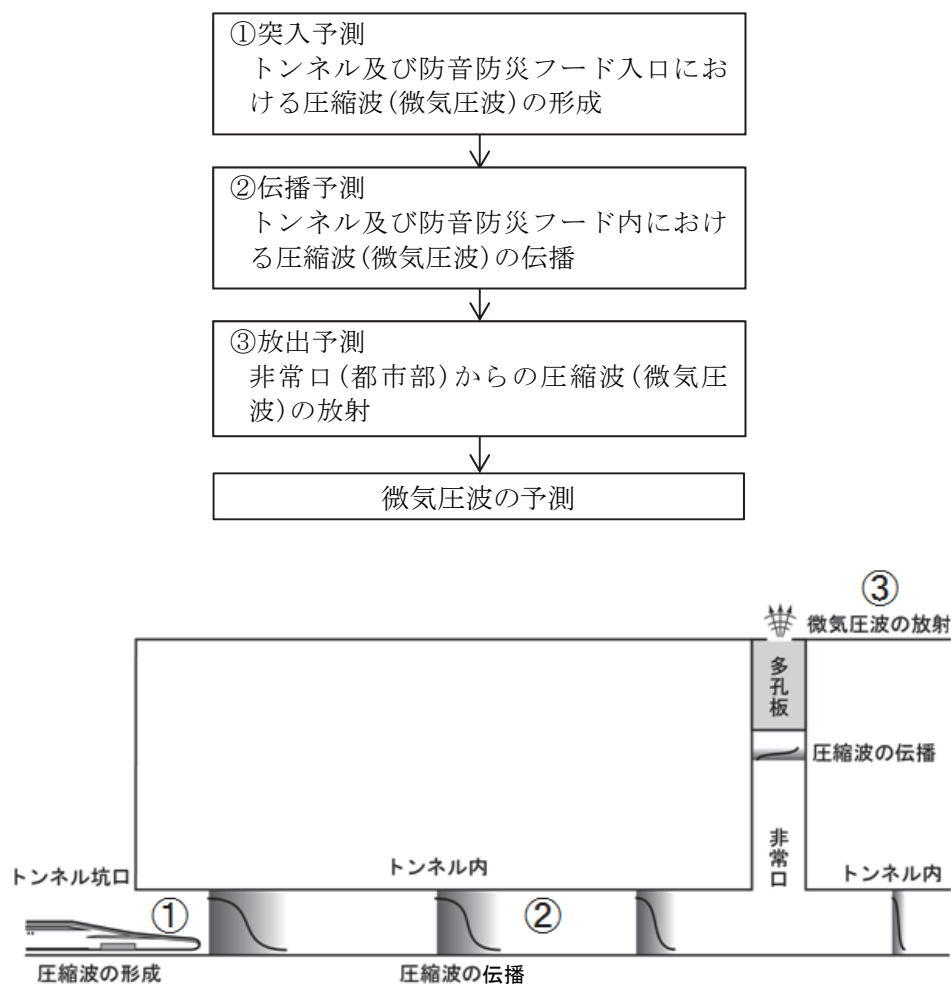 ①突入予測
トンネル及び防音防災フード入口にお
ける圧縮波(微気圧波)の形成
②伝播予測
トンネル及び防音防災フード内におけ
る圧縮波(微気圧波)の伝播
③放出予測
非常口(都市部)からの圧縮波(微気圧
波)の放射
微気圧波の予測
③
微気圧波の放射
多孔板
圧縮波の伝播
非常口
トンネル坑口
トンネル内
トンネル内
①
②
圧縮波の形成
圧縮波の伝播